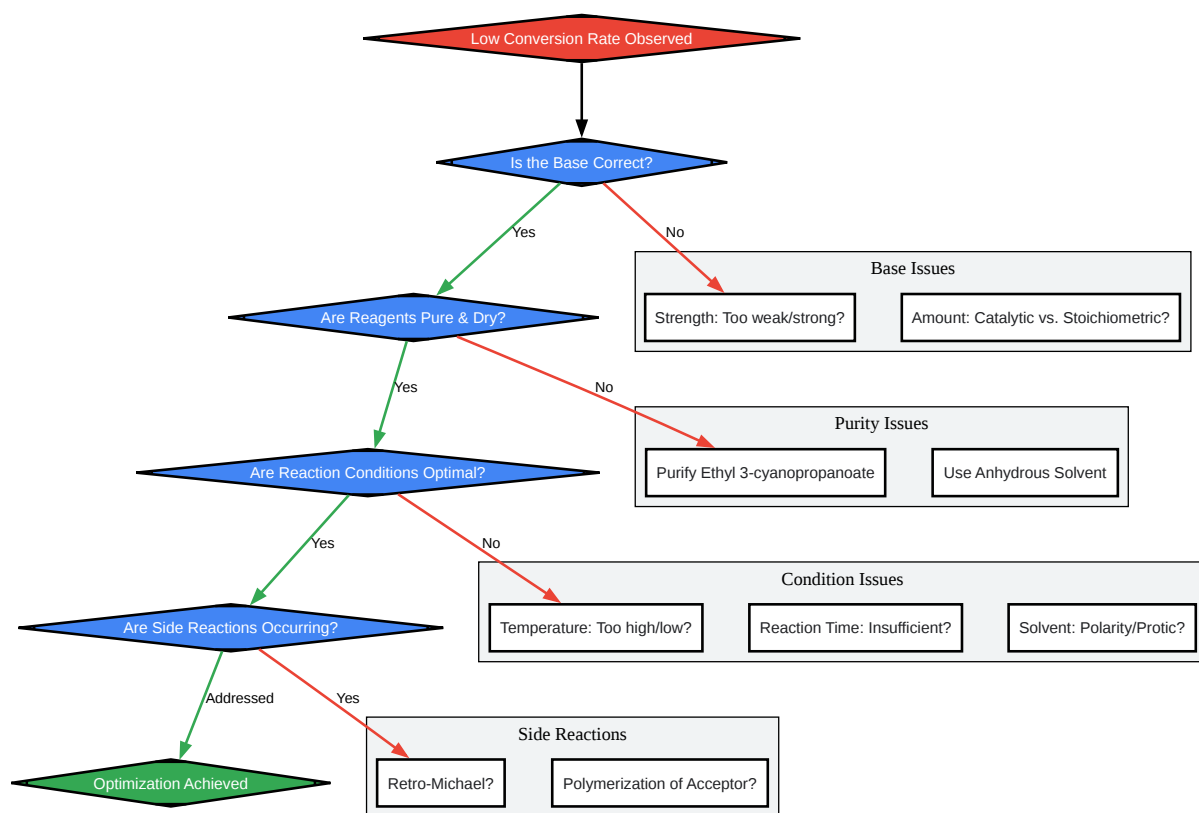 Low Conversion Rate Observed
Is the Base Correct?
Yes
No
Base Issues
Strength: Too weak/strong?
Amount: Catalytic vs. Stoichiometric?
Are Reagents Pure & Dry?
Yes
No
Purity Issues
Purify Ethyl 3-cyanopropanoate
Use Anhydrous Solvent
Are Reaction Conditions Optimal?
Yes
No
Condition Issues
Temperature: Too high/low?
Reaction Time: Insufficient?
Solvent: Polarity/Protic?
Are Side Reactions Occurring?
Addressed
Yes
Side Reactions
Retro-Michael?
Polymerization of Acceptor?
Optimization Achieved